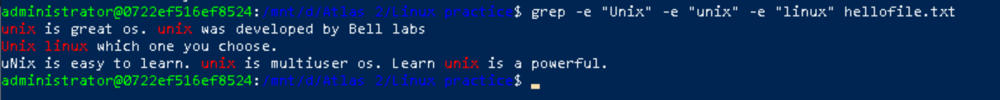 administrator@0722ef516ef8524:/mnt/d/Atlas 2/Linux practice$ grep -e "Unix" -e "unix" -e "linux" hellofile.txt
unix is great os. unix was developed by Bell labs
Unix linux which one you choose.
uNix is easy to learn. unix is multiuser os. Learn unix is a powerful.
administrator@0722ef516ef8524:/mnt/d/Atlas 2/Linux practice$